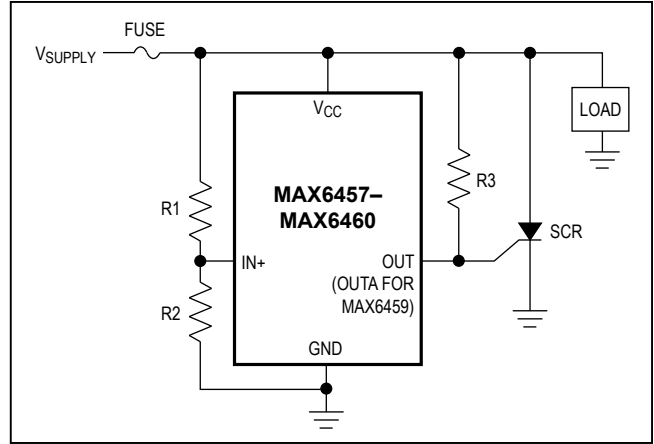 FUSE
VSUPPLY
VCC
LOAD
MAX6457–
MAX6460
R3
R1
SCR
IN+
OUT
(OUTA FOR
MAX6459)
R2
GND